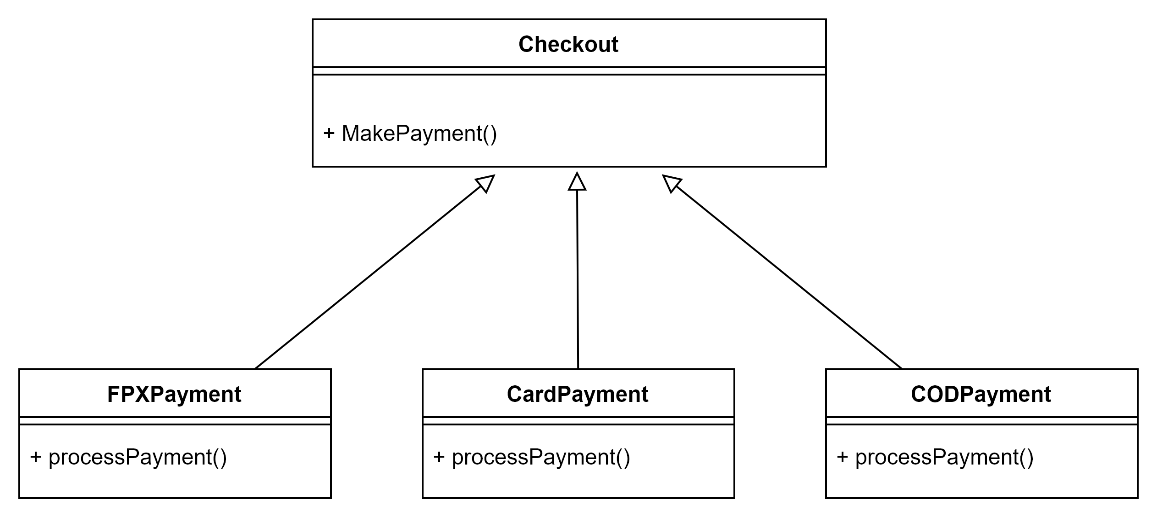 Checkout
+ MakePayment()
FPXPayment
+ processPayment()
CardPayment
+ processPayment()
CODPayment
+ processPayment()